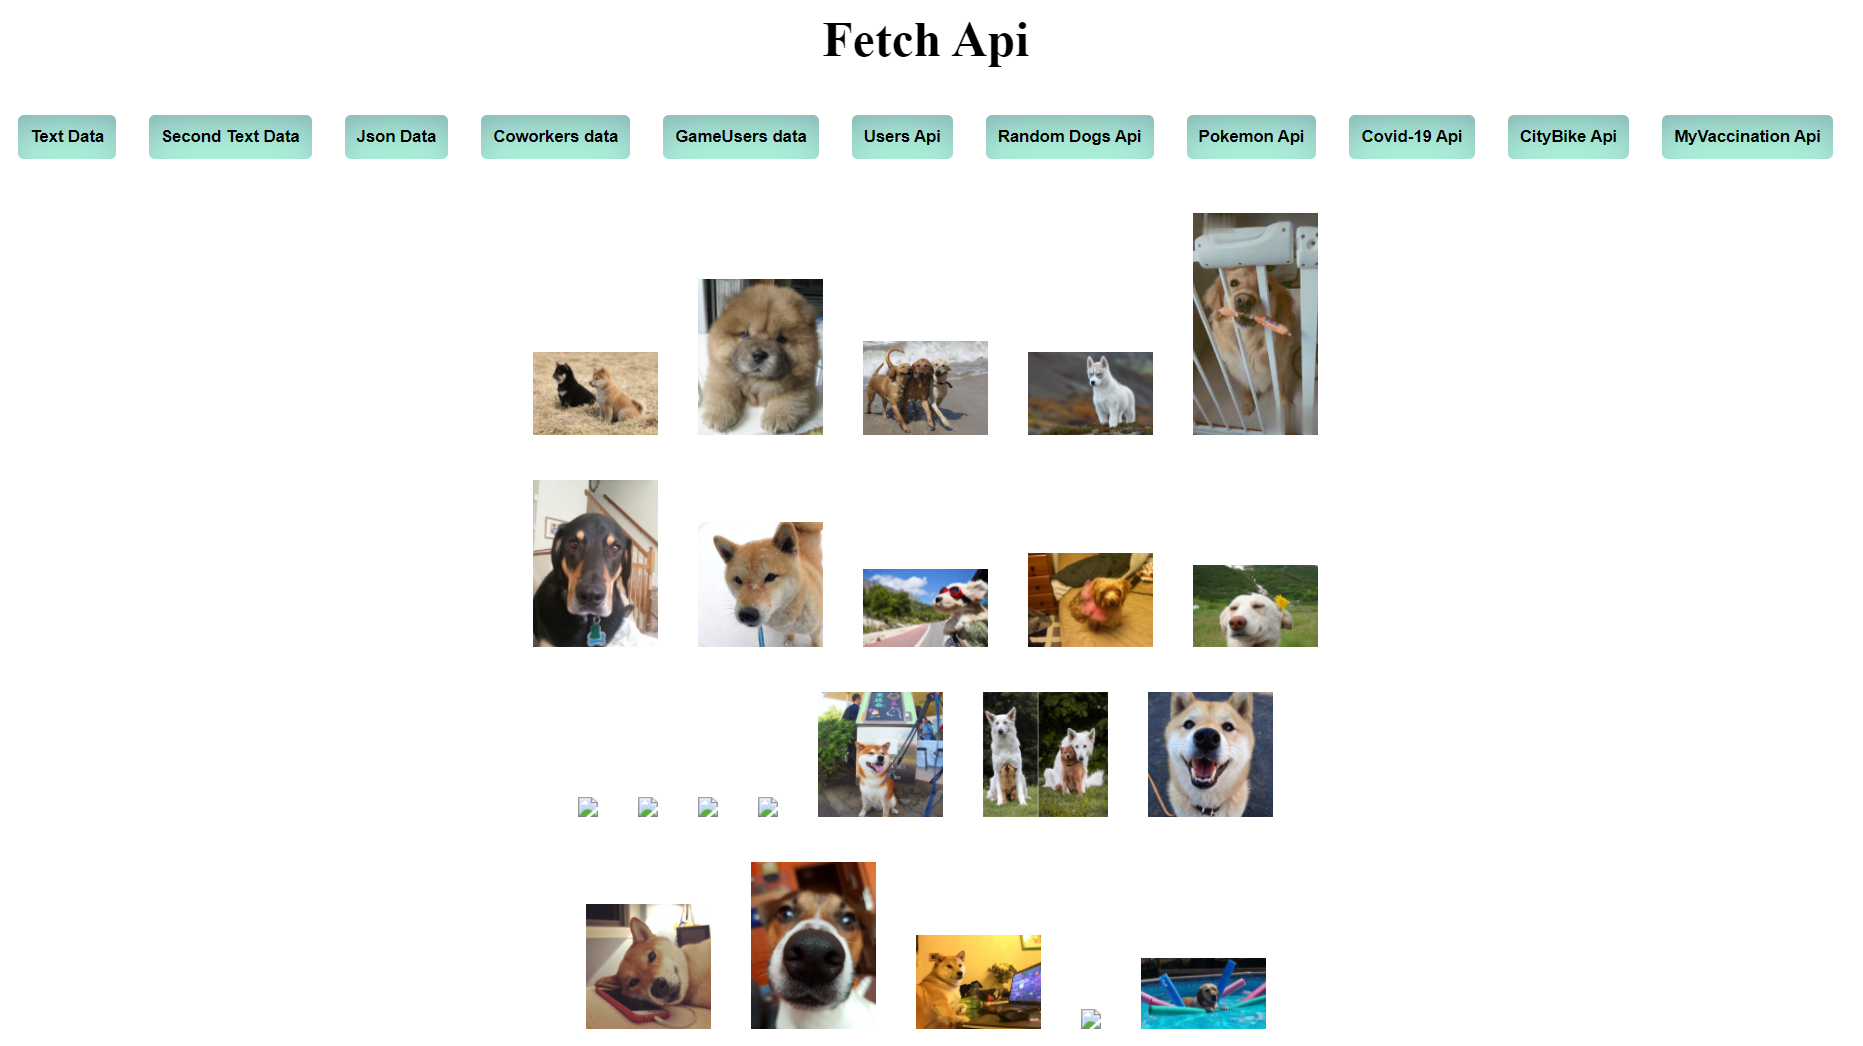 Fetch Api
Text Data
Second Text Data
Json Data
Coworkers data
GameUsers data
Users Api
Random Dogs Api
Pokemon Api
Covid-19 Api
CityBike Api
MyVaccination Api